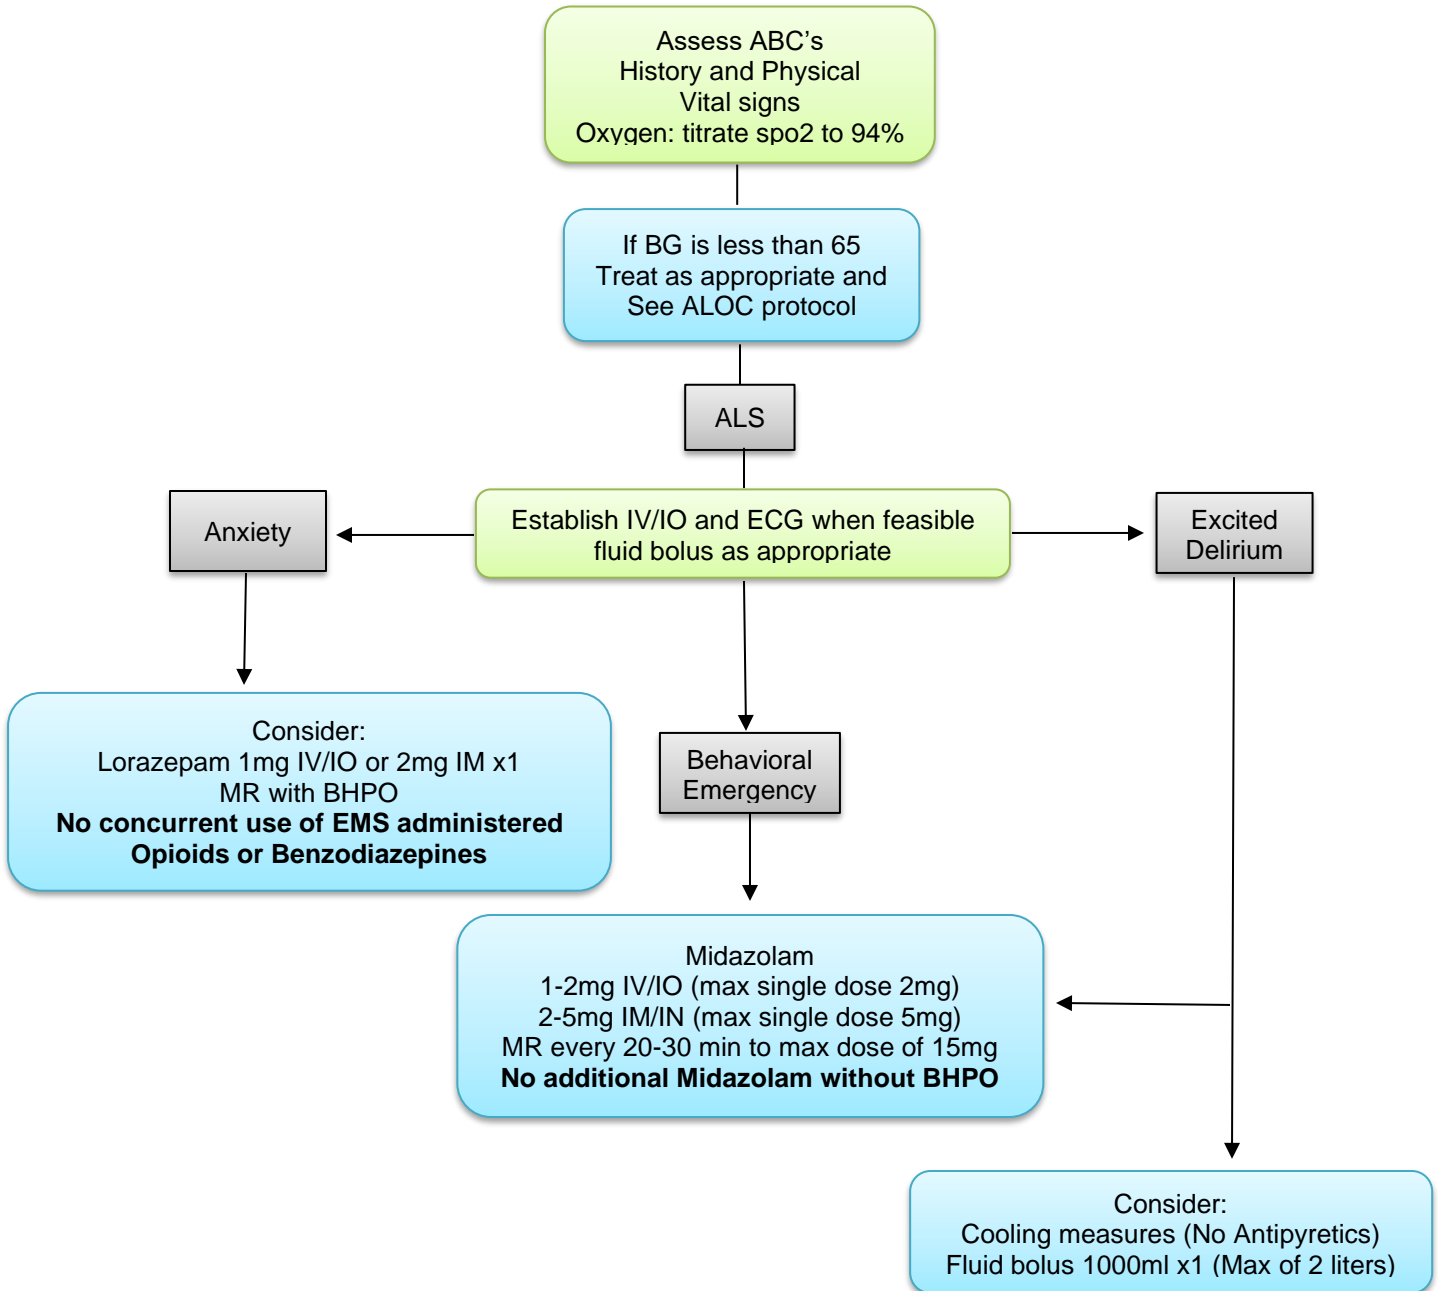 Assess ABC’s
History and Physical
Vital signs
Oxygen: titrate spo2 to 94%
If BG is less than 65
Treat as appropriate and
See ALOC protocol
ALS
Establish IV/IO and ECG when feasible
fluid bolus as appropriate
Anxiety
Excited
Delirium
Consider:
Lorazepam 1mg IV/IO or 2mg IM x1
MR with BHPO
No concurrent use of EMS administered
Opioids or Benzodiazepines
Behavioral
Emergency
Midazolam
1-2mg IV/IO (max single dose 2mg)
2-5mg IM/IN (max single dose 5mg)
MR every 20-30 min to max dose of 15mg
No additional Midazolam without BHPO
Consider:
Cooling measures (No Antipyretics)
Fluid bolus 1000ml x1 (Max of 2 liters)